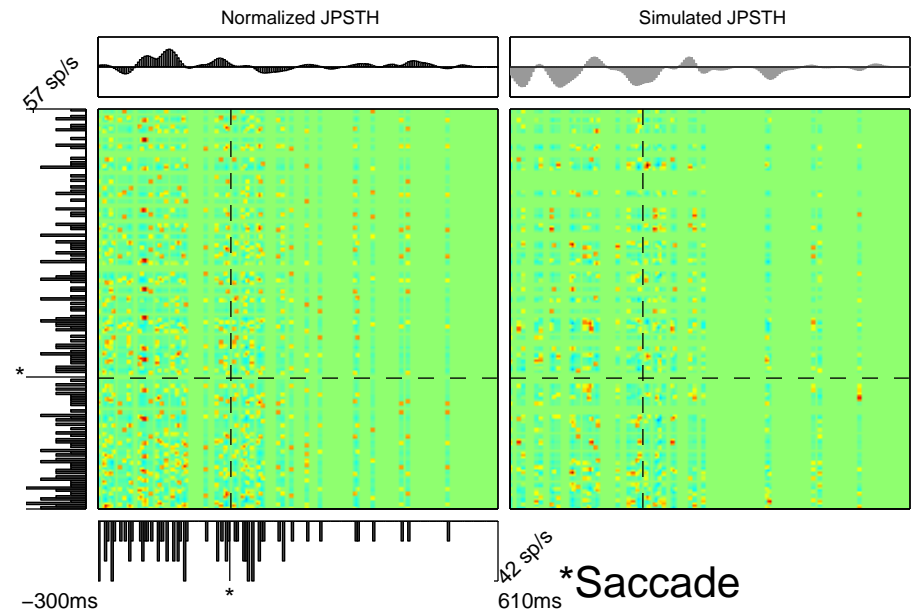 Normalized JPSTH
Simulated JPSTH
57 sp/s
*
*
42 sp/s
*Saccade
−300ms
610ms